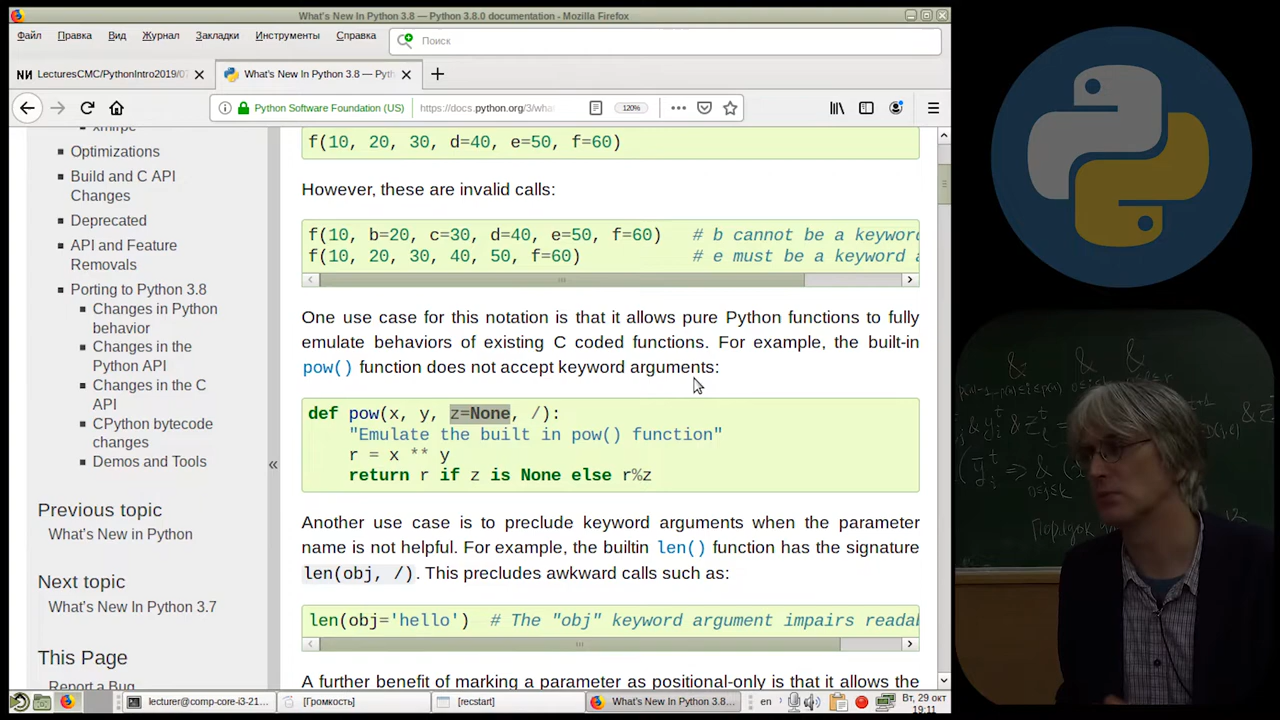 What's New In Python 3.8 — Python 3.8.0 documentation - Mozilla Firefox
Файл Правка Вид Журнал Закладки Инструменты Справка Поиск
ИИ LecturesCMC/PythonIntro2019/0 What's New In Python 3.8 — Pyth
Python Software Foundation (US) https://docs.python.org/3/wha 120%
xmlrpc
Optimizations
Build and C API
Changes
Deprecated
API and Feature
Removals
Porting to Python 3.8
Changes in Python
behavior
Changes in the
Python API
Changes in the C
API
CPython bytecode
changes
Demos and Tools
«
Previous topic
What's New in Python
Next topic
What's New In Python 3.7
This Page
Report a Bug
f(10, 20, 30, d=40, e=50, f=60)
However, these are invalid calls:
f(10, b=20, c=30, d=40, e=50, f=60) # b cannot be a keyword
f(10, 20, 30, 40, 50, f=60) # e must be a keyword a
One use case for this notation is that it allows pure Python functions to fully
emulate behaviors of existing C coded functions. For example, the built-in
pow() function does not accept keyword arguments:
def pow(x, y, z=None, /):
"Emulate the built in pow() function"
r = x ** y
return r if z is None else r%z
Another use case is to preclude keyword arguments when the parameter
name is not helpful. For example, the builtin len() function has the signature
len(obj, /). This precludes awkward calls such as:
len(obj='hello') # The "obj" keyword argument impairs readab
A further benefit of marking a parameter as positional-only is that it allows the
lecturer@comp-core-i3-21... [Громкость] [recstart] What's New In Python 3.8... en Вт, 29 окт
19:11